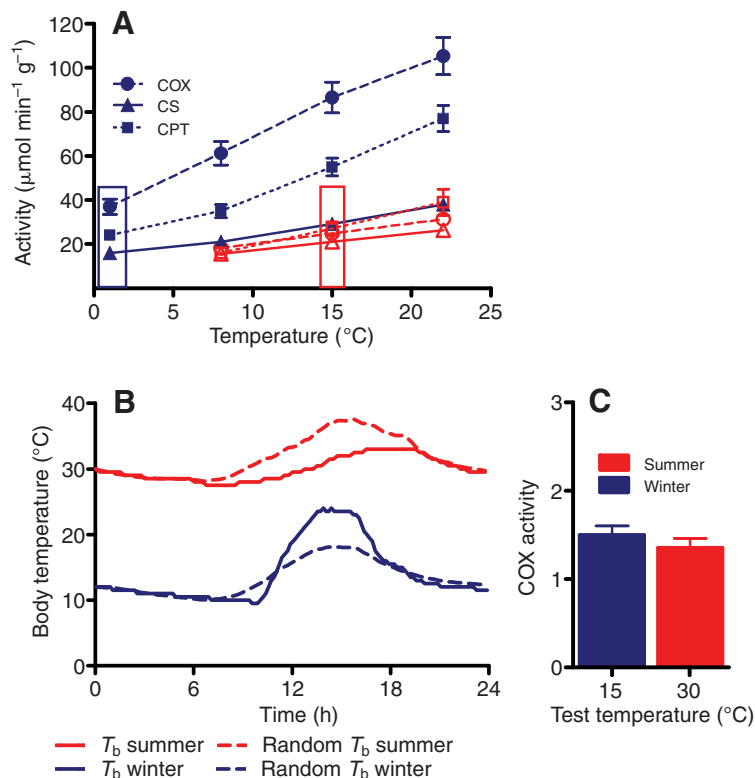 A
Activity (μmol min⁻¹ g⁻¹)
120
100
80
60
40
20
COX
CS
CPT
0 5 10 15 20 25
Temperature (°C)
B
Body temperature (°C)
40
30
20
10
0
0 6 12 18 24
Time (h)
Tb summer
Random Tb summer
Tb winter
Random Tb winter
C
COX activity
3
2
1
0
Summer
Winter
15 30
Test temperature (°C)